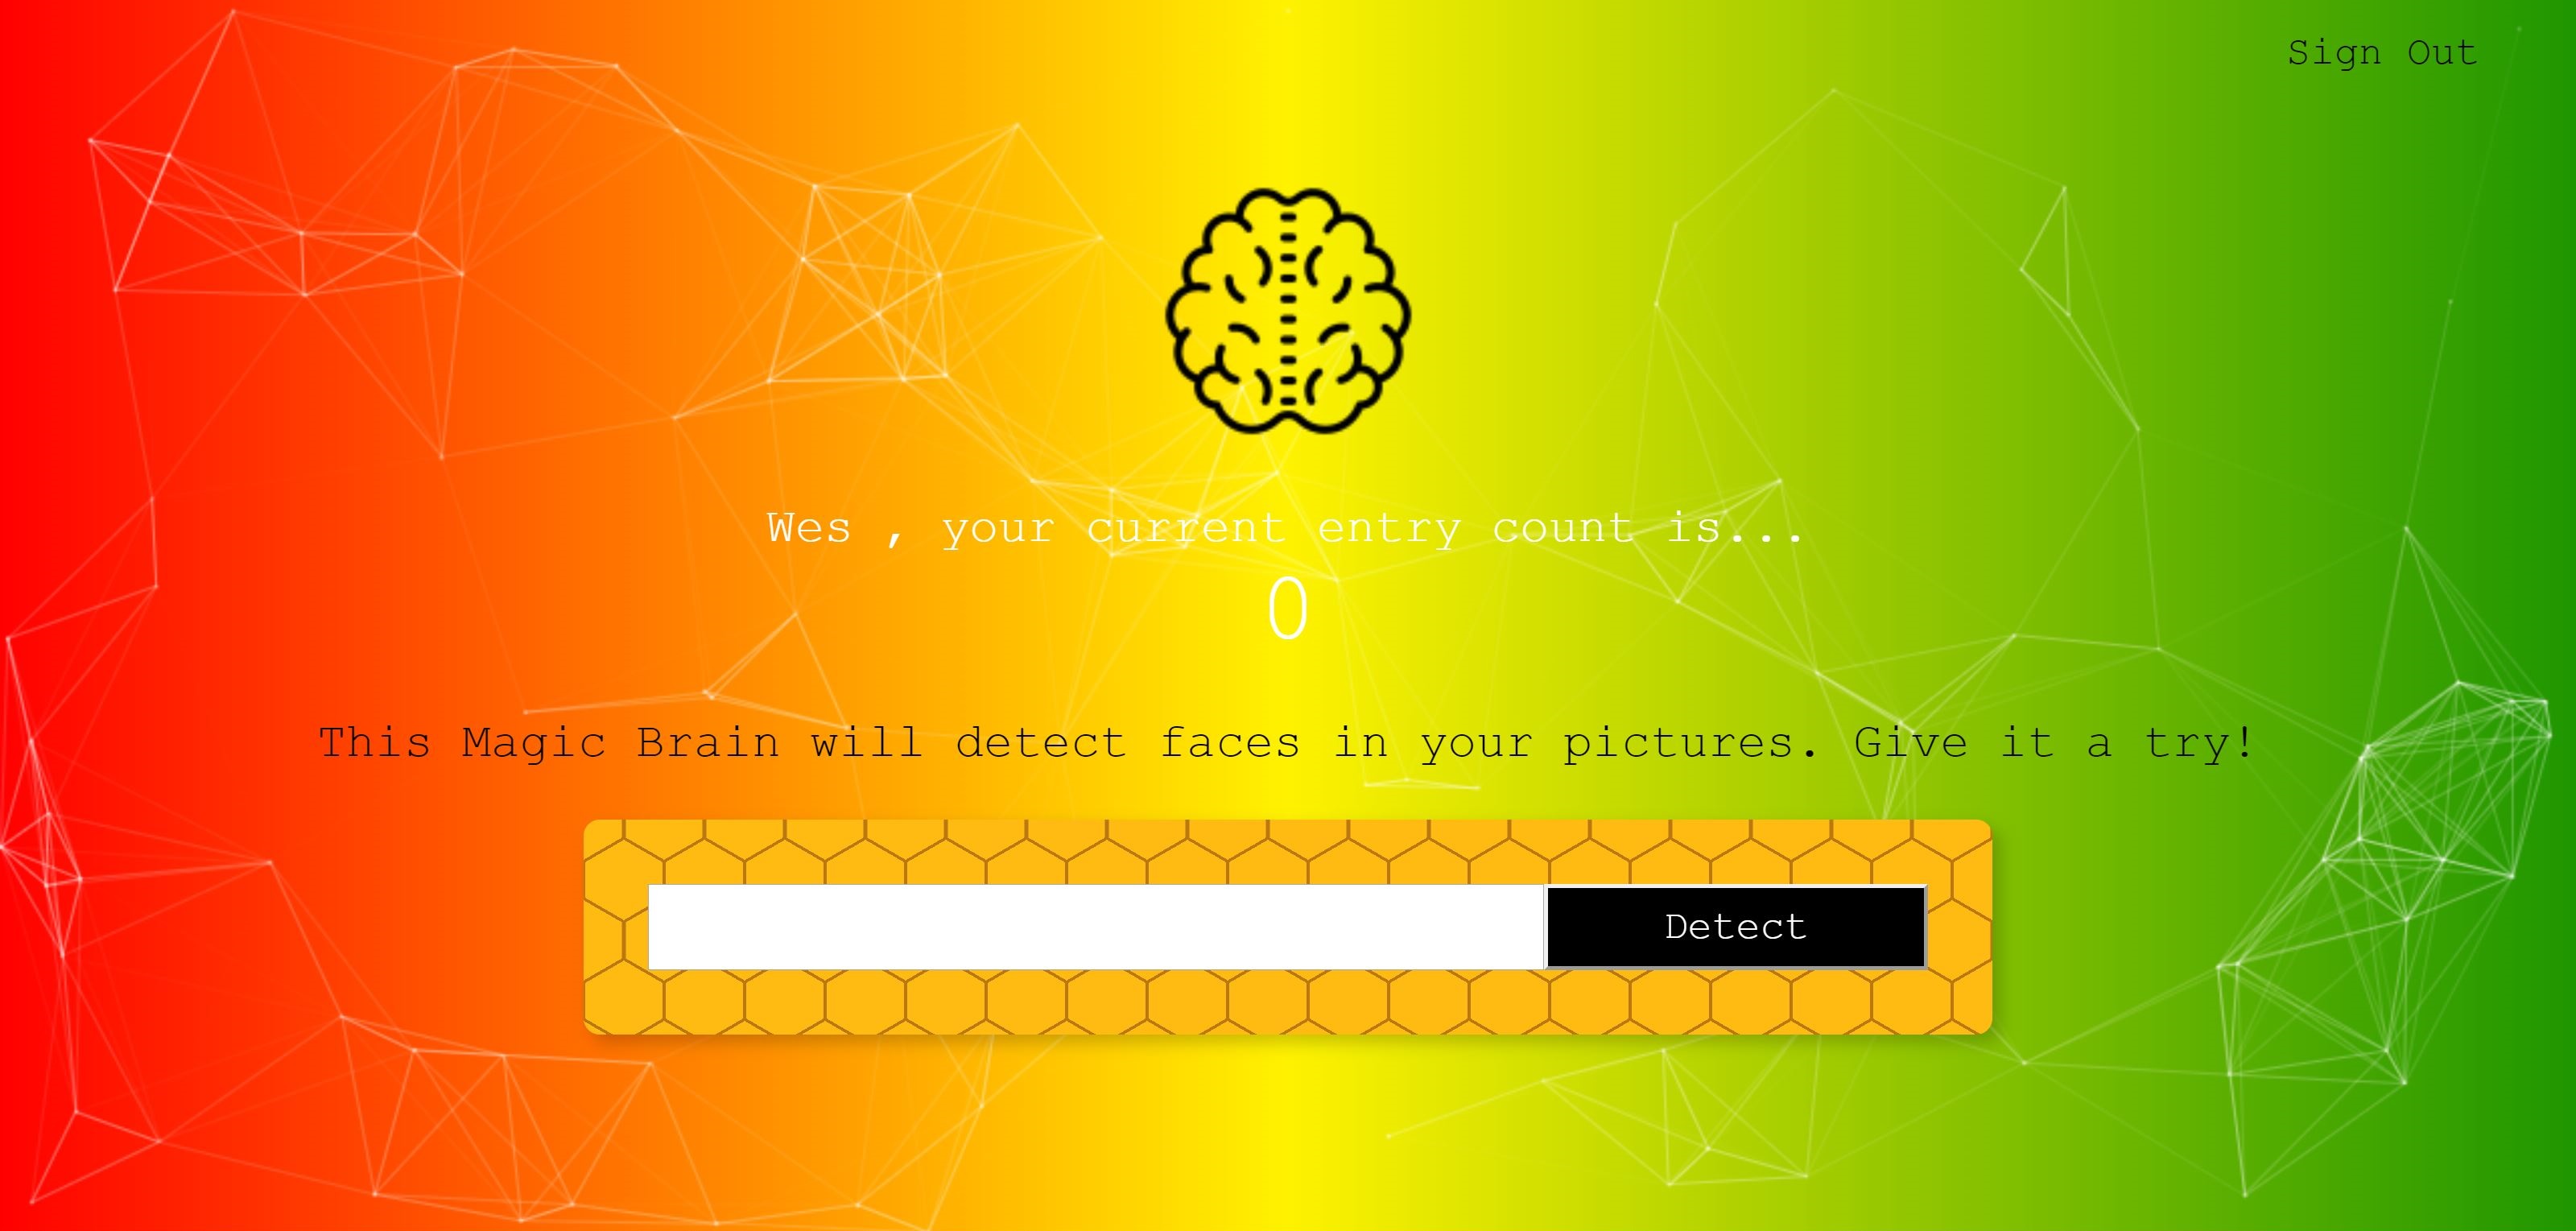 Sign Out
Wes , your current entry count is...
0
This Magic Brain will detect faces in your pictures. Give it a try!
Detect